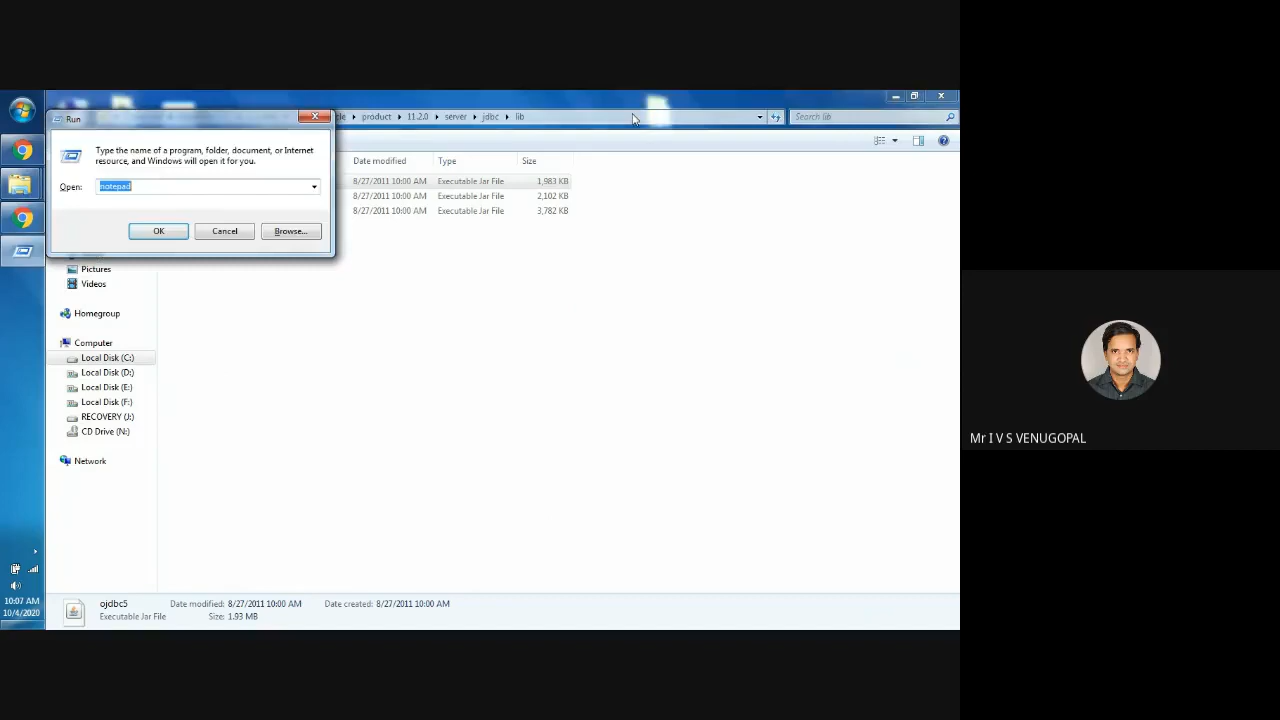 Run
product 11.2.0 server jdbc lib
Search lib
Type the name of a program, folder, document, or Internet
resource, and Windows will open it for you.
Open: notepad
OK Cancel Browse...
Date modified Type Size
8/27/2011 10:00 AM Executable Jar File 1,983 KB
8/27/2011 10:00 AM Executable Jar File 2,102 KB
8/27/2011 10:00 AM Executable Jar File 3,782 KB
Pictures
Videos
Homegroup
Computer
Local Disk (C:)
Local Disk (D:)
Local Disk (E:)
Local Disk (F:)
RECOVERY (J:)
CD Drive (N:)
Network
Mr I V S VENUGOPAL
10:07 AM
10/4/2020
ojdbc5 Date modified: 8/27/2011 10:00 AM Date created: 8/27/2011 10:00 AM
Executable Jar File Size: 1.93 MB